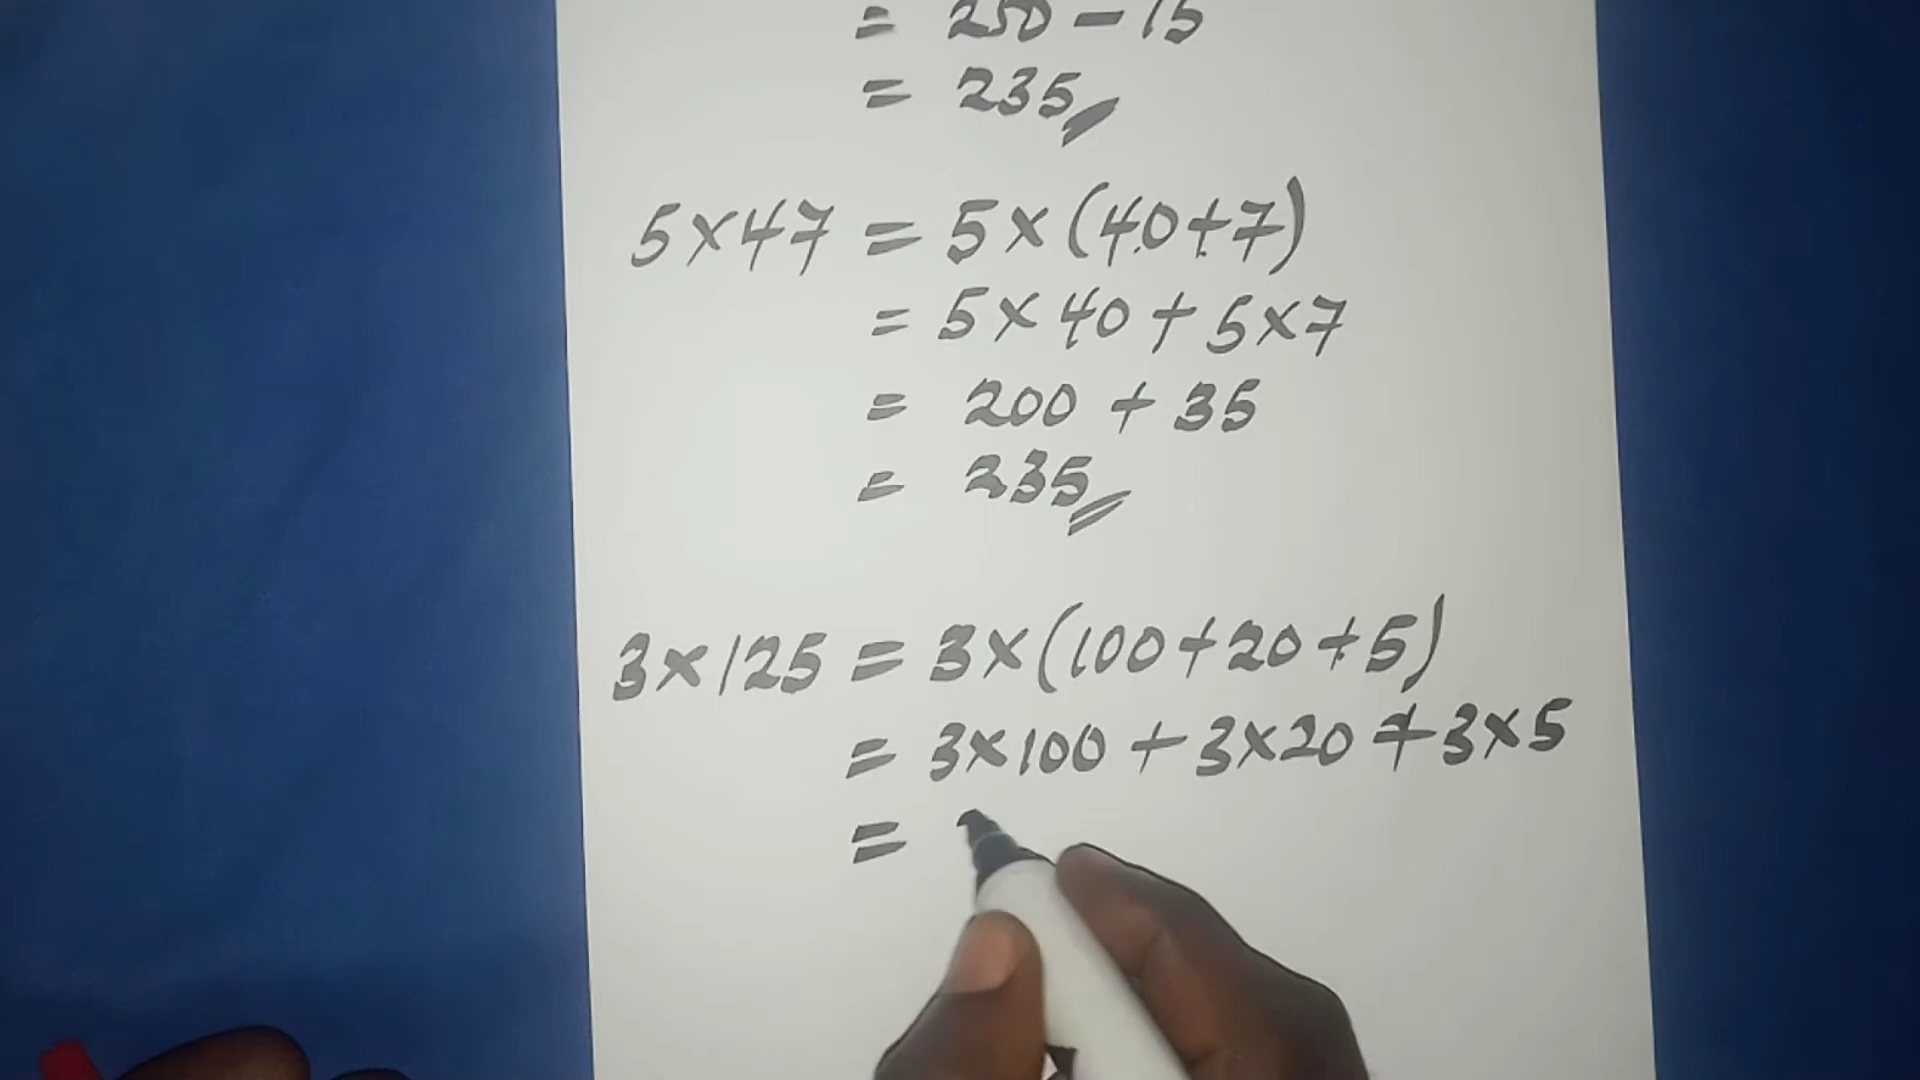 = 250 - 15
= 235
5 × 47 = 5 × (40 + 7)
= 5 × 40 + 5 × 7
= 200 + 35
= 235
3 × 125 = 3 × (100 + 20 + 5)
= 3 × 100 + 3 × 20 + 3 × 5
=